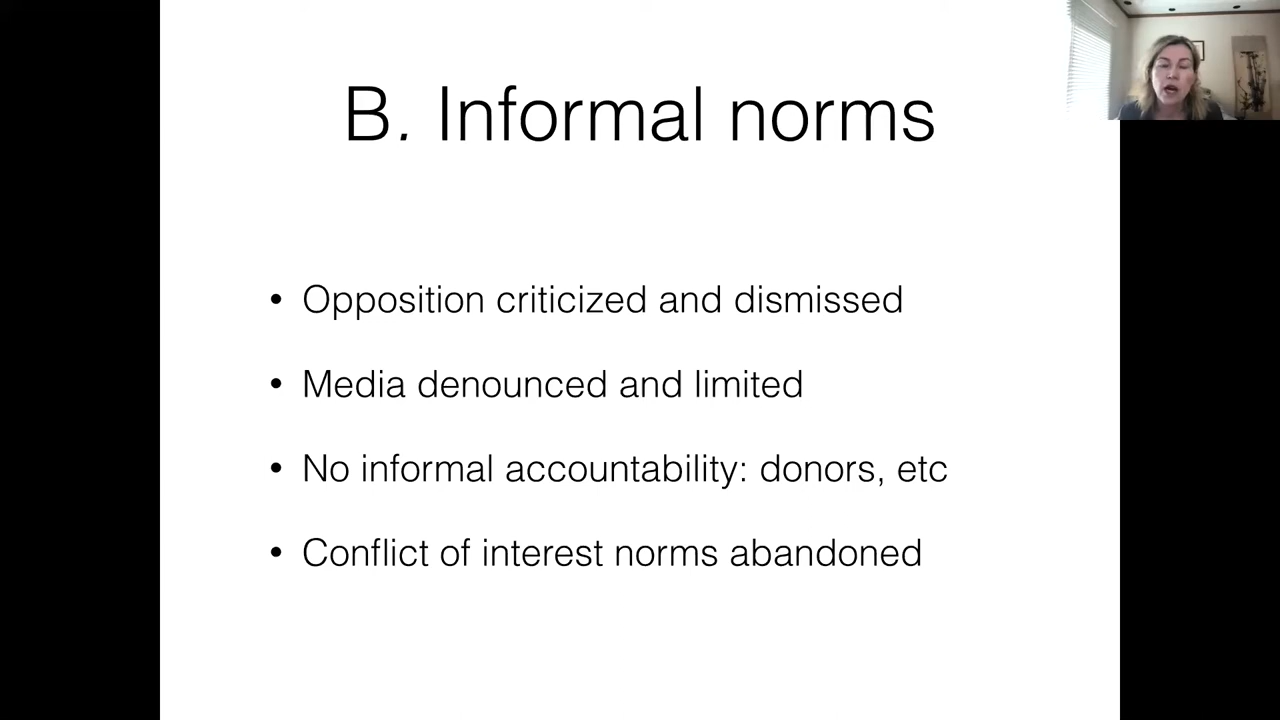 B. Informal norms
• Opposition criticized and dismissed
• Media denounced and limited
• No informal accountability: donors, etc
• Conflict of interest norms abandoned